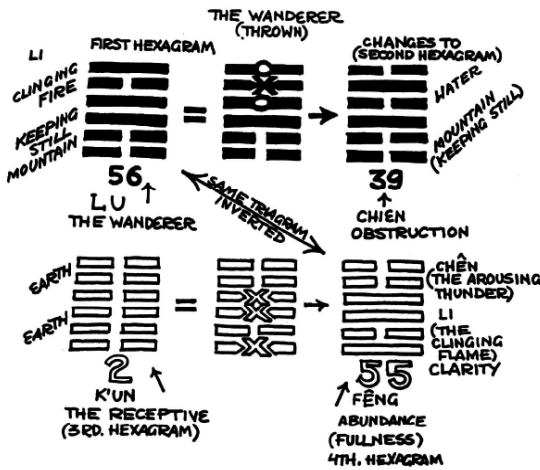 THE WANDERER
(THROWN)
FIRST HEXAGRAM
CHANGES TO
(SECOND HEXAGRAM)
LI
CLINGING
FIRE
KEEPING
STILL
MOUNTAIN
=
WATER
MOUNTAIN
(KEEPING STILL)
56
LU
THE WANDERER
39
CHIEN
OBSTRUCTION
SAME TRIAGRAM
INVERTED
EARTH
EARTH
=
CHÊN
(THE AROUSING
THUNDER)
LI
(THE
CLINGING
FLAME)
CLARITY
2
K'UN
THE RECEPTIVE
(3RD. HEXAGRAM)
55
FÊNG
ABUNDANCE
(FULLNESS)
4TH. HEXAGRAM